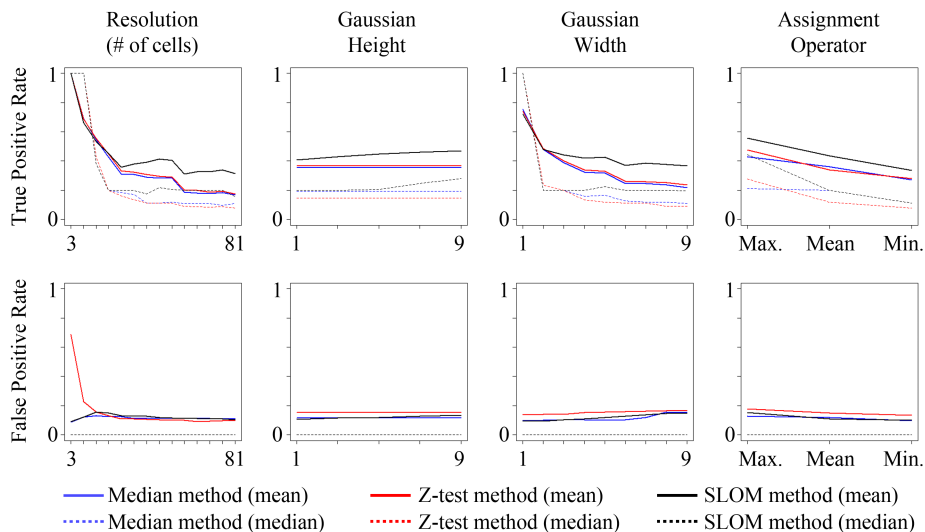 Resolution
(# of cells)
Gaussian
Height
Gaussian
Width
Assignment
Operator
True Positive Rate
1
0
3
81
1
0
1
9
1
0
1
9
1
0
Max.
Mean
Min.
False Positive Rate
1
0
3
81
1
0
1
9
1
0
1
9
1
0
Max.
Mean
Min.
Median method (mean)
Z-test method (mean)
SLOM method (mean)
Median method (median)
Z-test method (median)
SLOM method (median)